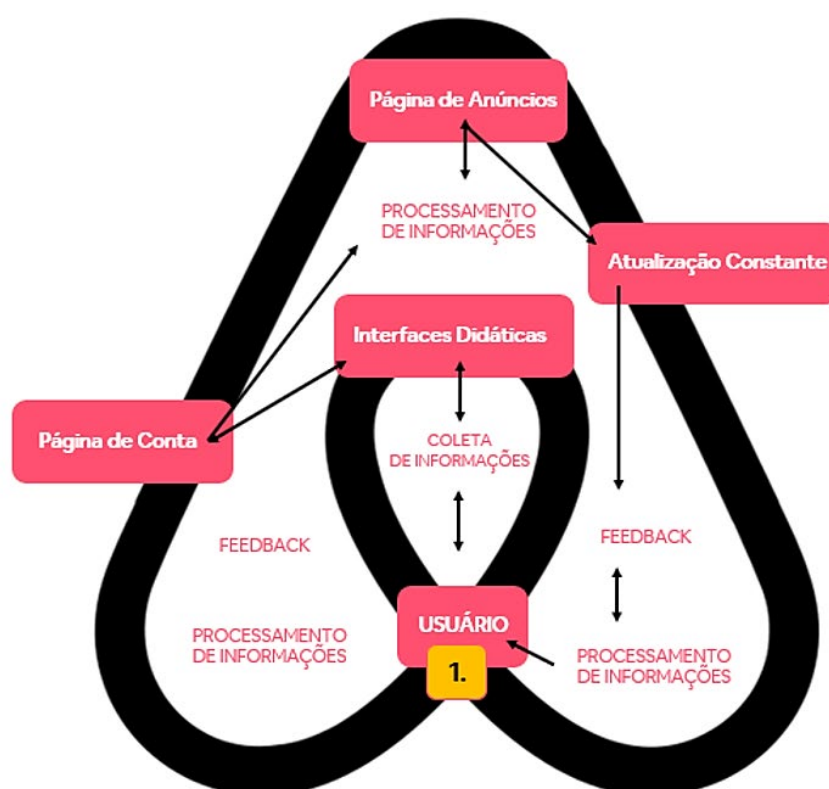 Página de Anúncios
PROCESSAMENTO
DE INFORMAÇÕES
Atualização Constante
Interfaces Didáticas
Página de Conta
COLETA
DE INFORMAÇÕES
FEEDBACK
FEEDBACK
USUÁRIO
PROCESSAMENTO
DE INFORMAÇÕES
PROCESSAMENTO
DE INFORMAÇÕES
1.